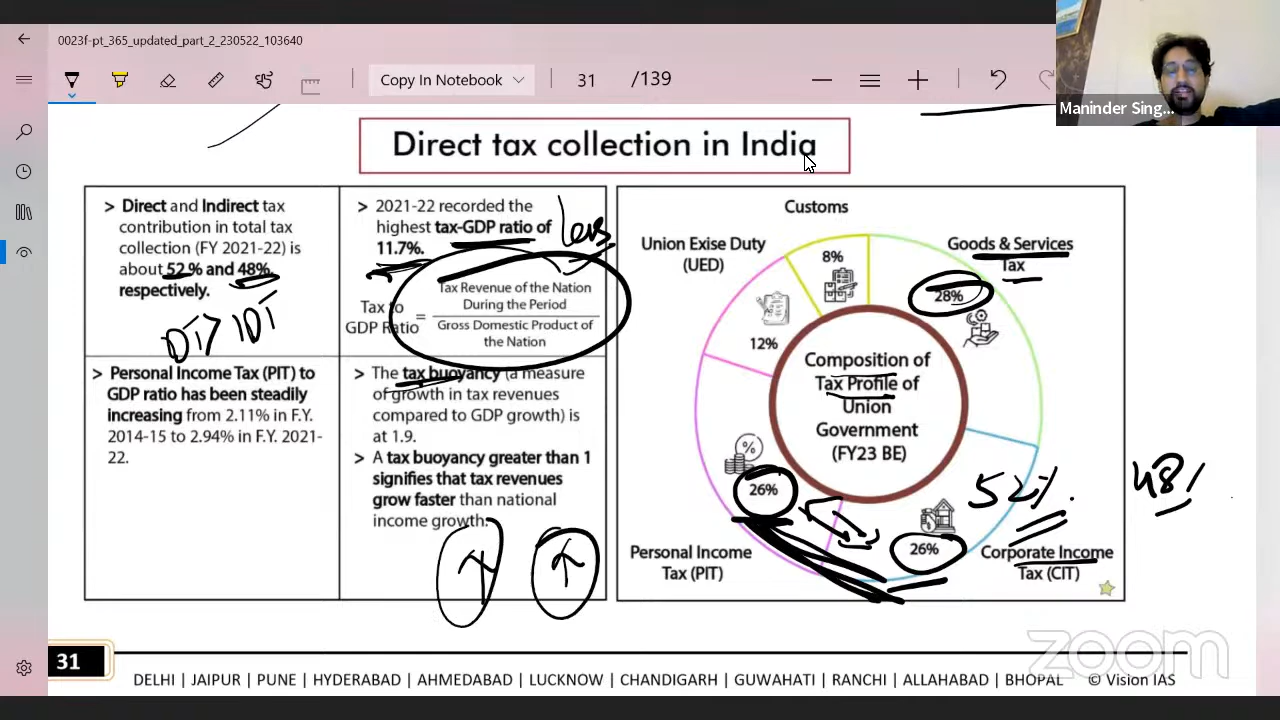 0023f-pt_365_updated_part_2_230522_103640
Copy In Notebook
31 /139
Maninder Sing...
Direct tax collection in India
> Direct and Indirect tax
contribution in total tax
collection (FY 2021-22) is
about 52 % and 48%,
respectively.
DT > IDT
> 2021-22 recorded the
highest tax-GDP ratio of
11.7%.
Less
Tax to
GDP Ratio
=
Tax Revenue of the Nation
During the Period
Gross Domestic Product of
the Nation
> Personal Income Tax (PIT) to
GDP ratio has been steadily
increasing from 2.11% in F.Y.
2014-15 to 2.94% in F.Y. 2021-
22.
> The tax buoyancy (a measure
of growth in tax revenues
compared to GDP growth) is
at 1.9.
> A tax buoyancy greater than 1
signifies that tax revenues
grow faster than national
income growth.
Customs
8%
Union Exise Duty
(UED)
12%
Goods & Services
Tax
28%
Composition of
Tax Profile of
Union
Government
(FY23 BE)
26%
Personal Income
Tax (PIT)
26%
Corporate Income
Tax (CIT)
52%
48%
zoom
31
DELHI | JAIPUR | PUNE | HYDERABAD | AHMEDABAD | LUCKNOW | CHANDIGARH | GUWAHATI | RANCHI | ALLAHABAD | BHOPAL © Vision IAS